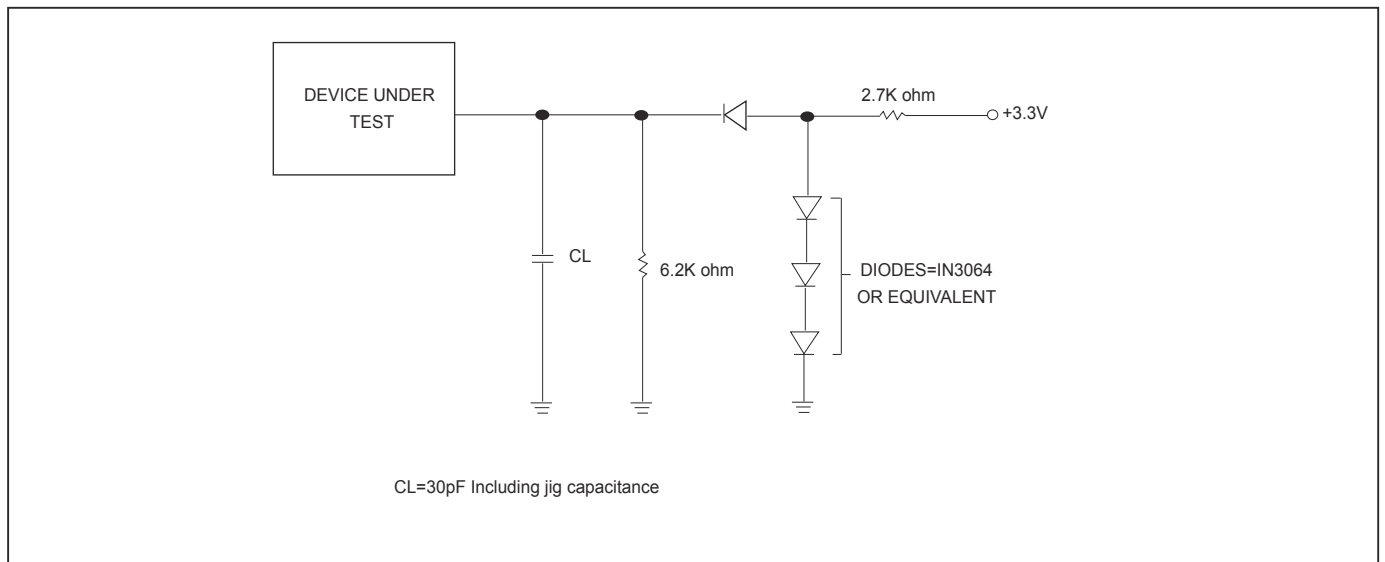 DEVICE UNDER
TEST
2.7K ohm
+3.3V
CL
6.2K ohm
DIODES=IN3064
OR EQUIVALENT
CL=30pF Including jig capacitance